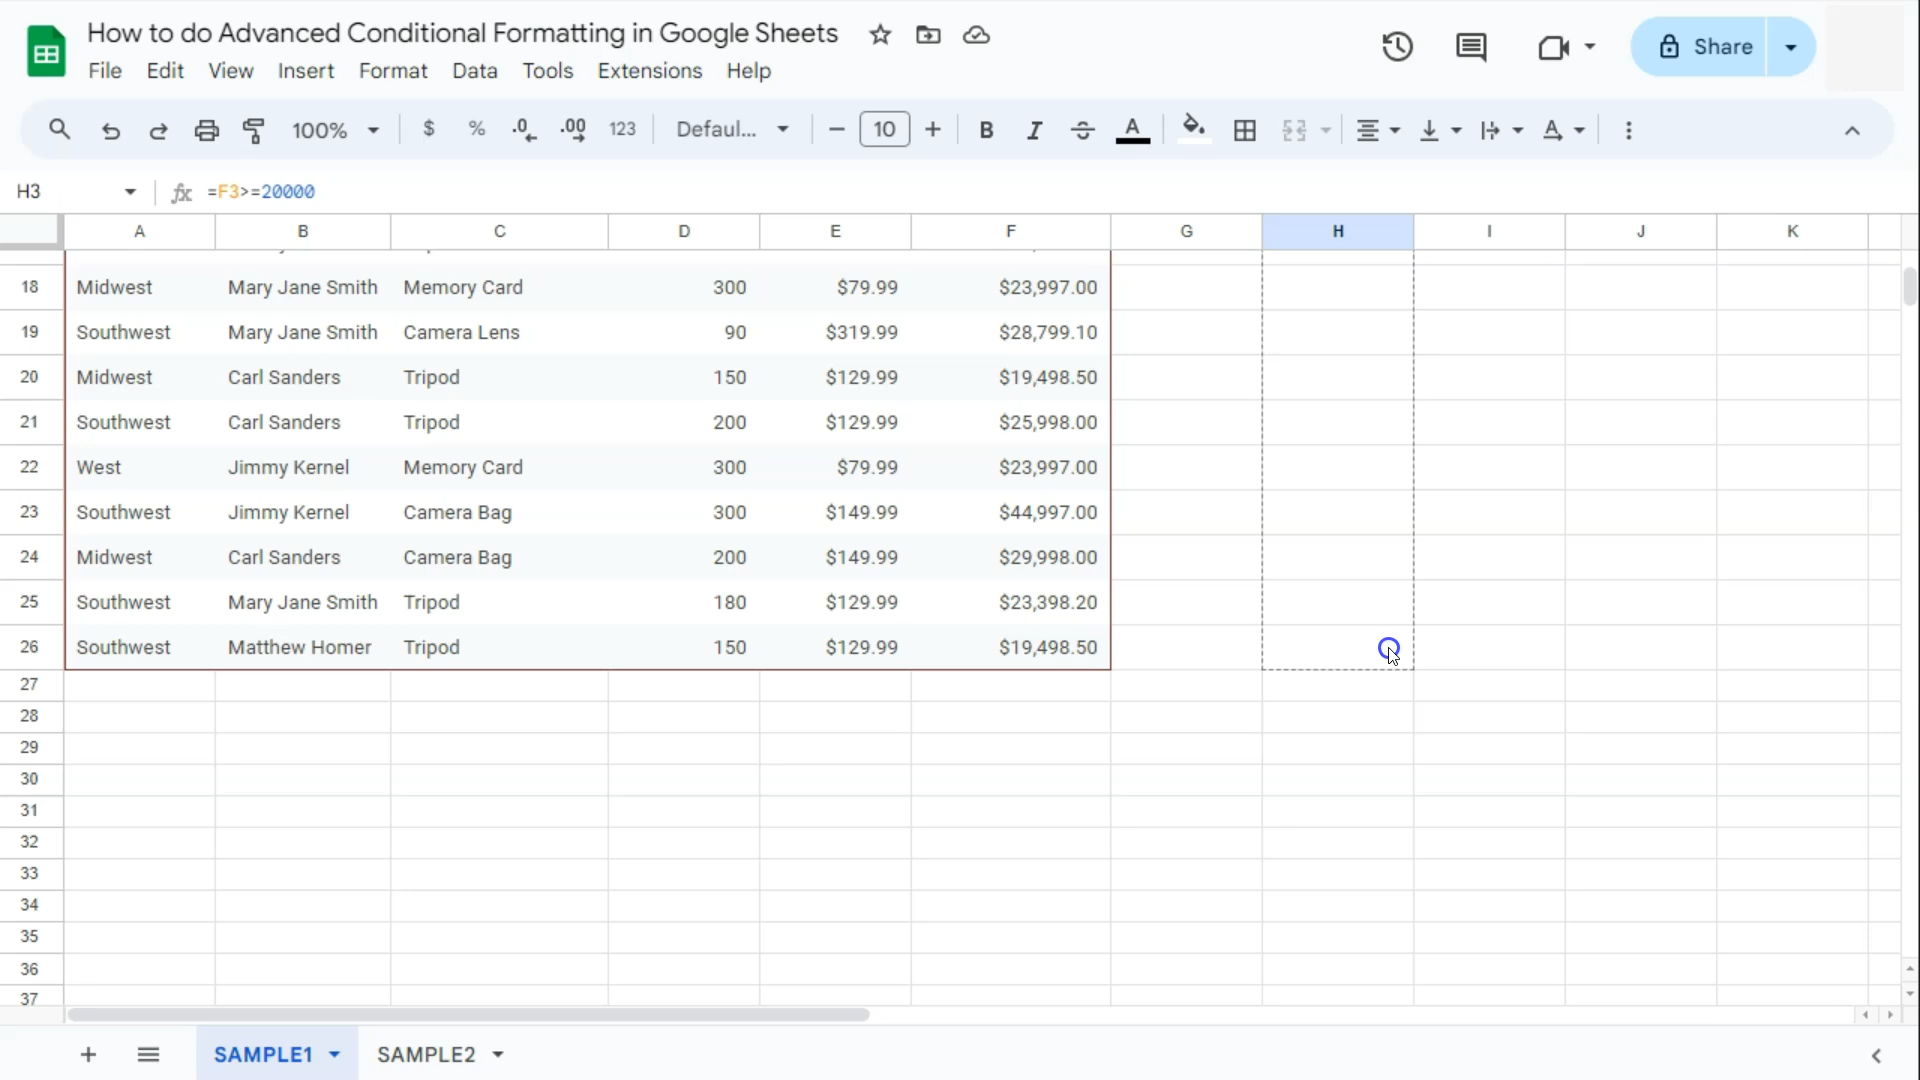 How to do Advanced Conditional Formatting in Google Sheets
File Edit View Insert Format Data Tools Extensions Help
Share
100% $ % .0 .00 123 Defaul... 10 B I A A
H3 fx =F3>=20000
A B C D E F G H I J K
18 Midwest Mary Jane Smith Memory Card 300 $79.99 $23,997.00
19 Southwest Mary Jane Smith Camera Lens 90 $319.99 $28,799.10
20 Midwest Carl Sanders Tripod 150 $129.99 $19,498.50
21 Southwest Carl Sanders Tripod 200 $129.99 $25,998.00
22 West Jimmy Kernel Memory Card 300 $79.99 $23,997.00
23 Southwest Jimmy Kernel Camera Bag 300 $149.99 $44,997.00
24 Midwest Carl Sanders Camera Bag 200 $149.99 $29,998.00
25 Southwest Mary Jane Smith Tripod 180 $129.99 $23,398.20
26 Southwest Matthew Homer Tripod 150 $129.99 $19,498.50
27
28
29
30
31
32
33
34
35
36
37
SAMPLE1 SAMPLE2